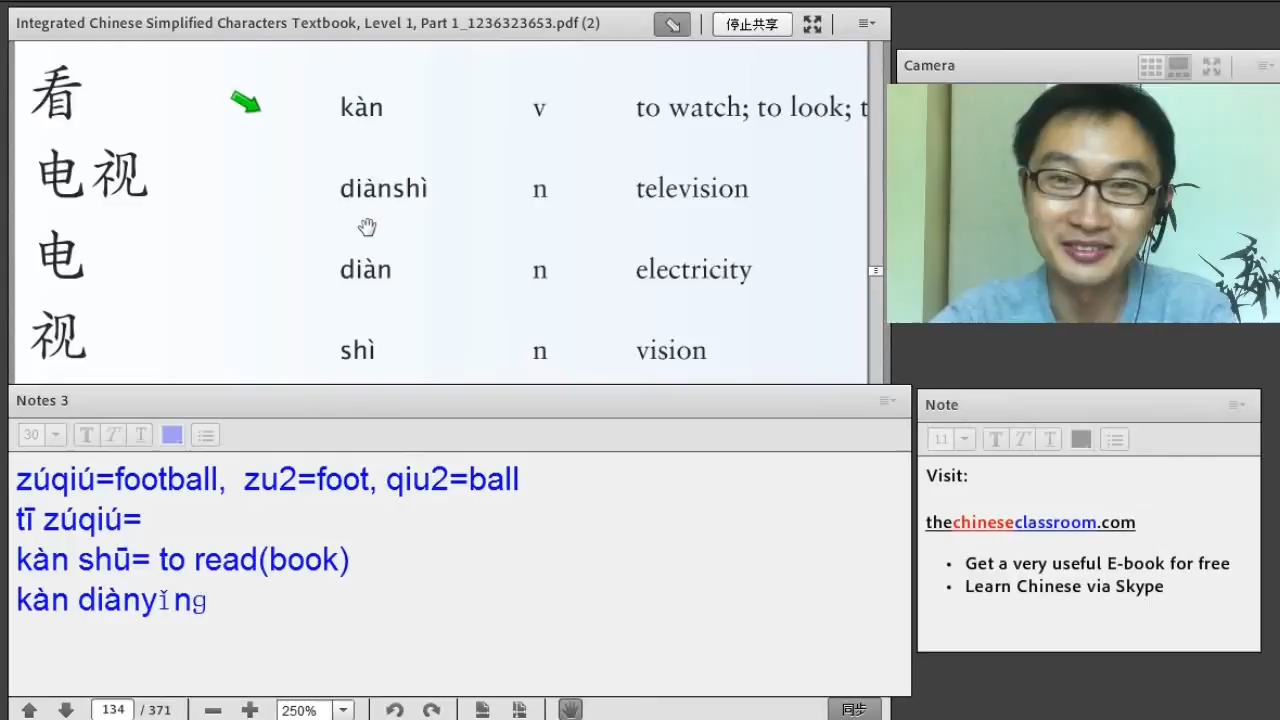 Integrated Chinese Simplified Characters Textbook, Level 1, Part 1_1236323653.pdf (2)
停止共享
Camera
看 kàn v to watch; to look; t
电视 diànshì n television
电 diàn n electricity
视 shì n vision
Notes 3
30
zúqiú=football, zu2=foot, qiu2=ball
tī zúqiú=
kàn shū= to read(book)
kàn diànyǐng
Note
11
Visit:
thechineseclassroom.com
• Get a very useful E-book for free
• Learn Chinese via Skype
134 / 371
250%
同步